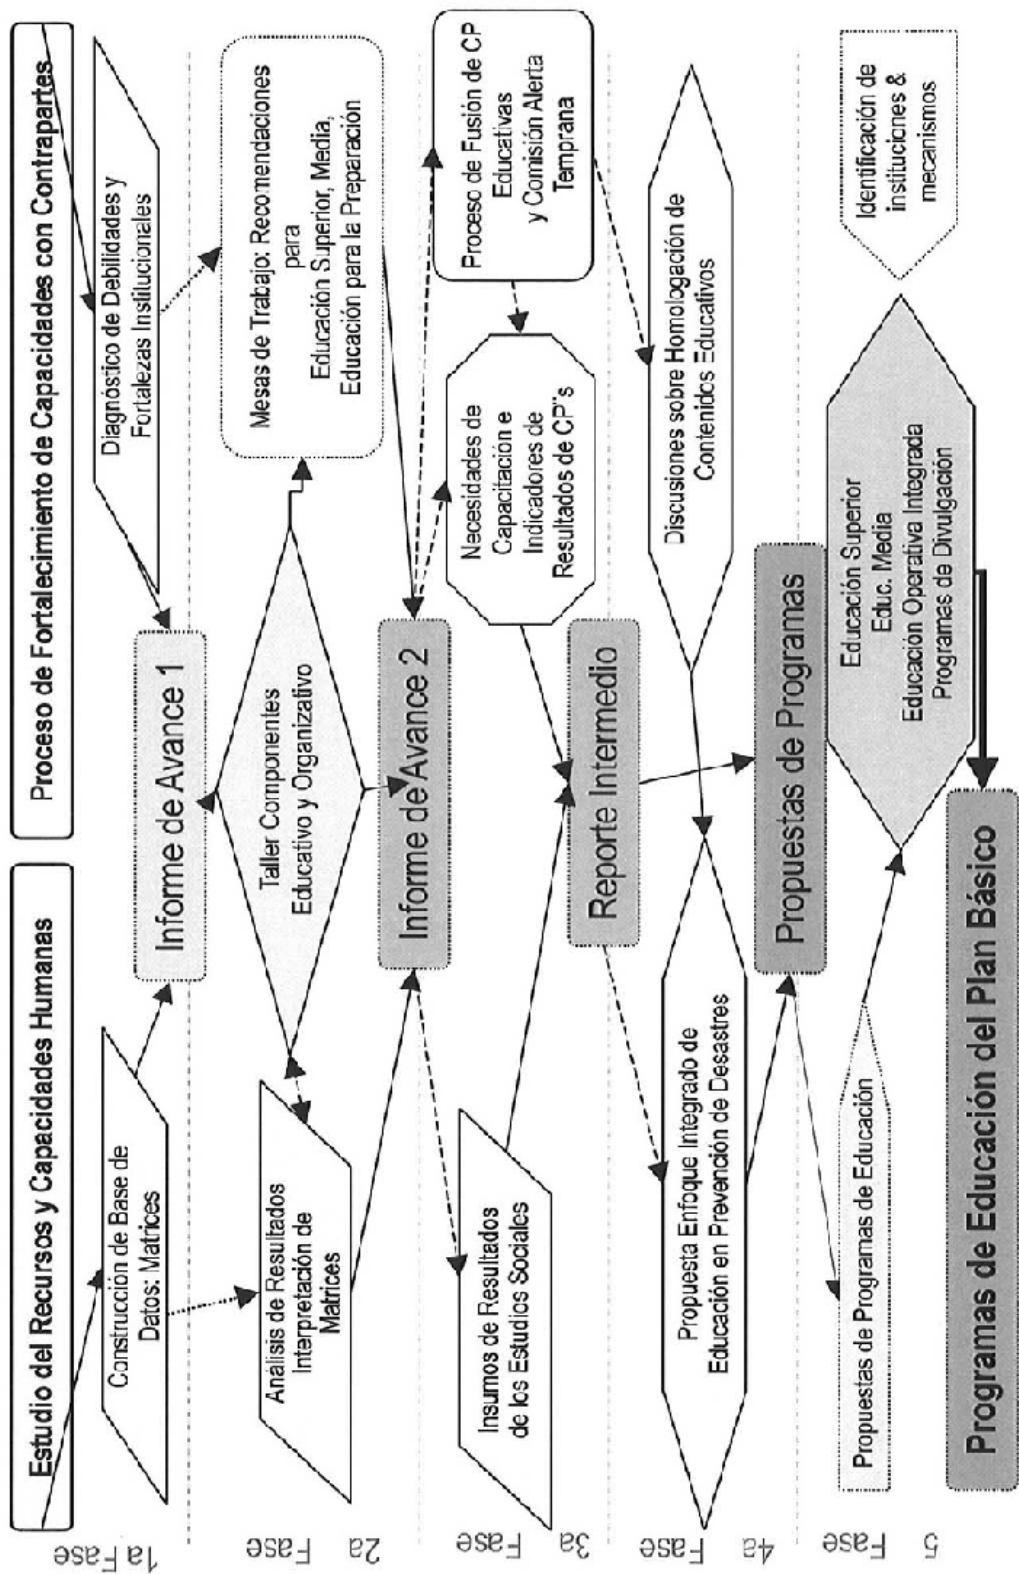 Estudio del Recursos y Capacidades Humanas
Proceso de Fortalecimiento de Capacidades con Contrapartes
1a Fase
Construcción de Base de
Datos: Matrices
Informe de Avance 1
Diagnóstico de Debilidades y
Fortalezas Institucionales
2a
Fase
Análisis de Resultados
Interpretación de
Matrices
Taller Componentes
Educativo y Organizativo
Mesas de Trabajo: Recomendaciones
para
Educación Superior, Media,
Educación para la Preparación
Informe de Avance 2
3a
Fase
Insumos de Resultados
de los Estudios Sociales
Necesidades de
Capacitación e
Indicadores de
Resultados de CP"s
Proceso de Fusión de CP
Educativas
y Comisión Alerta
Temprana
Reporte Intermedio
4a
Fase
Propuesta Enfoque Integrado de
Educación en Prevención de Desastres
Discusiones sobre Homologación de
Contenidos Educativos
Propuestas de Programas
5
Fase
Propuestas de Programas de Educación
Educación Superior
Educ. Media
Educación Operativa Integrada
Programas de Divulgación
Identificación de
instituciones &
mecanismos
Programas de Educación del Plan Básico